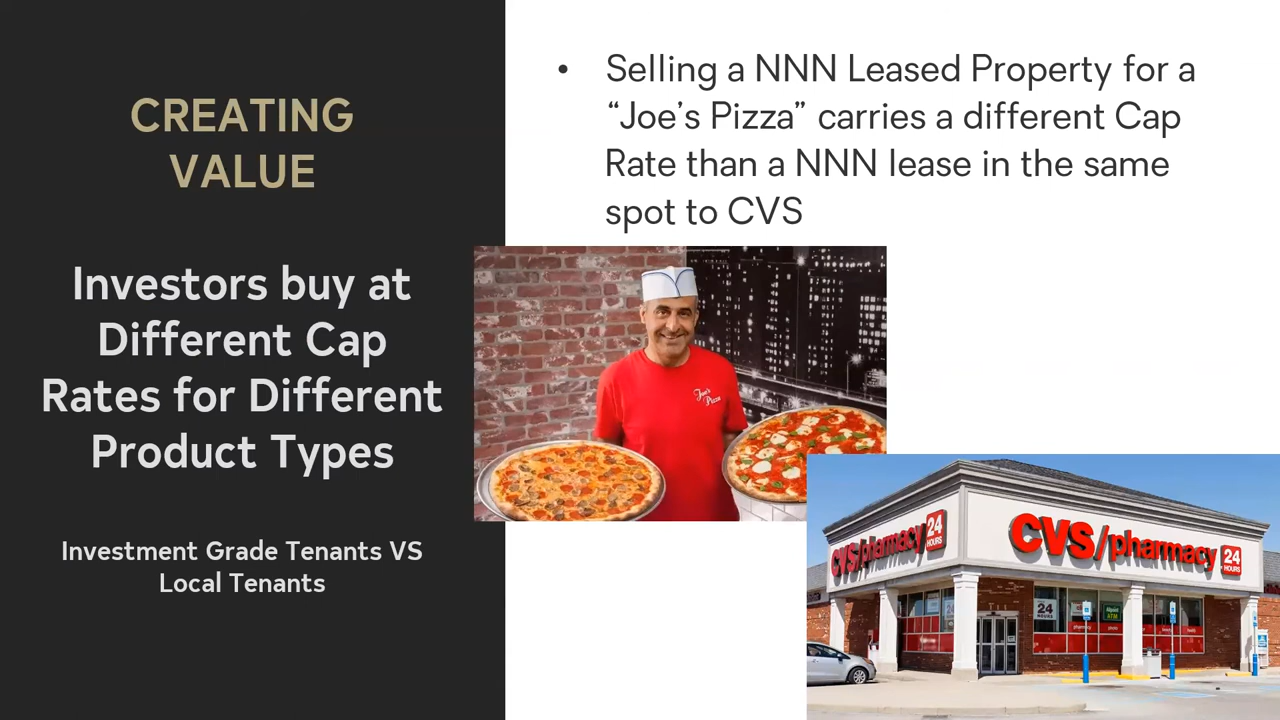 CREATING
VALUE
Investors buy at
Different Cap
Rates for Different
Product Types
Investment Grade Tenants VS
Local Tenants
• Selling a NNN Leased Property for a
“Joe’s Pizza” carries a different Cap
Rate than a NNN lease in the same
spot to CVS
Joe's
Pizza
CVS/pharmacy
24
HOURS
CVS/pharmacy
24
HOURS
24
HOURS
ATM
24